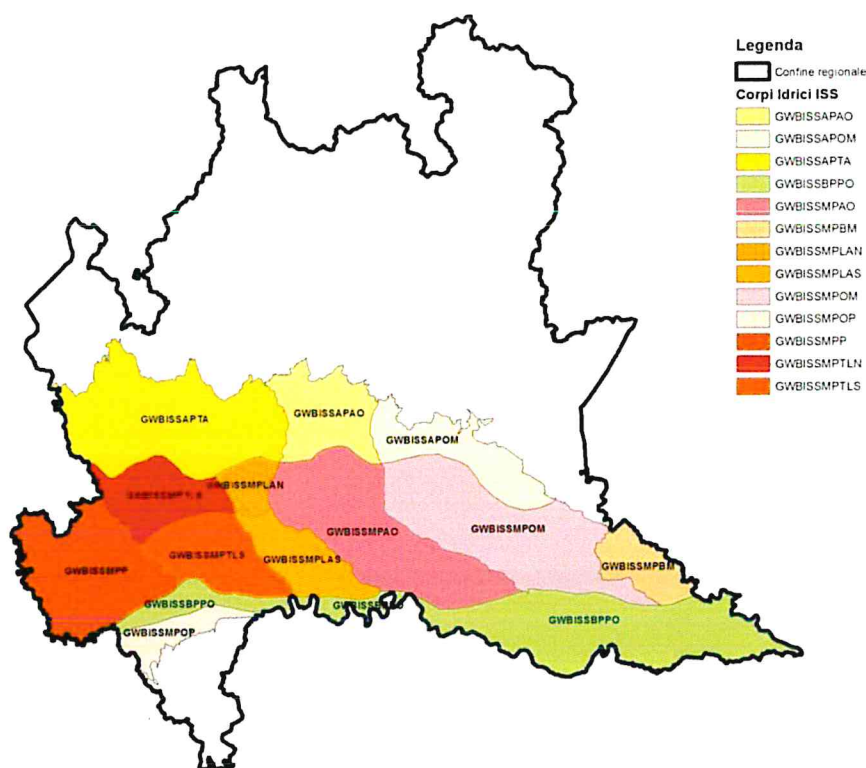 Legenda
Confine regionale
Corpi Idrici ISS
GWBISSAPAO
GWBISSAPOM
GWBISSAPTA
GWBISSBPPO
GWBISSMPAO
GWBISSMPBM
GWBISSMPLAN
GWBISSMPLAS
GWBISSMPOM
GWBISSMPOP
GWBISSMPP
GWBISSMPTLN
GWBISSMPTLS
GWBISSAPTA
GWBISSAPAO
GWBISSAPOM
GWBISSMPLAN
GWBISSMPAO
GWBISSMPOM
GWBISSMPTLS
GWBISSMPLAS
GWBISSMPBM
GWBISSMPP
GWBISSBPPO
GWBISSBPPO
GWBISSMPOP